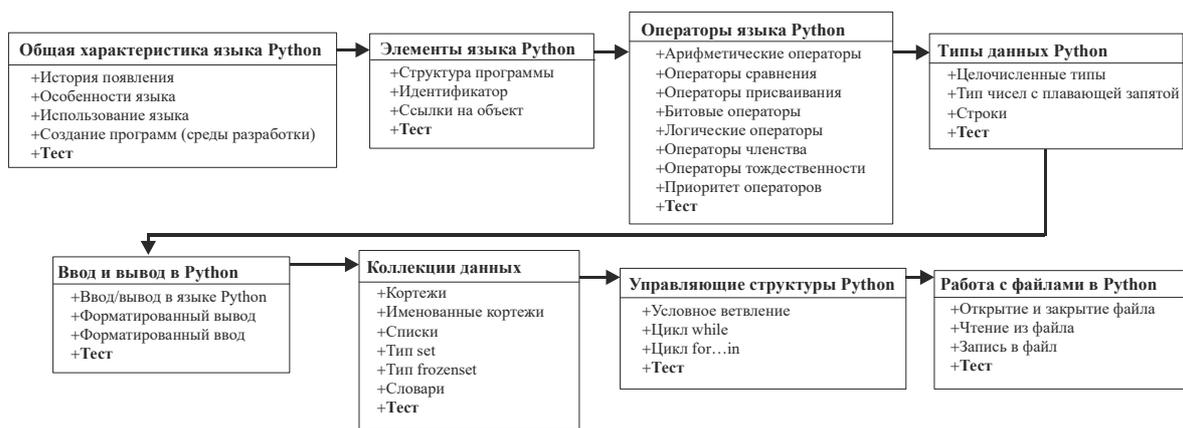 Общая характеристика языка Python
+История появления
+Особенности языка
+Использование языка
+Создание программ (среды разработки)
+Тест
Элементы языка Python
+Структура программы
+Идентификатор
+Ссылки на объект
+Тест
Операторы языка Python
+Арифметические операторы
+Операторы сравнения
+Операторы присваивания
+Битовые операторы
+Логические операторы
+Операторы членства
+Операторы тождественности
+Приоритет операторов
+Тест
Типы данных Python
+Целочисленные типы
+Тип чисел с плавающей запятой
+Строки
+Тест
Ввод и вывод в Python
+Ввод/вывод в языке Python
+Форматированный вывод
+Форматированный ввод
+Тест
Коллекции данных
+Кортежи
+Именованные кортежи
+Списки
+Тип set
+Тип frozenset
+Словари
+Тест
Управляющие структуры Python
+Условное ветвление
+Цикл while
+Цикл for…in
+Тест
Работа с файлами в Python
+Открытие и закрытие файла
+Чтение из файла
+Запись в файл
+Тест